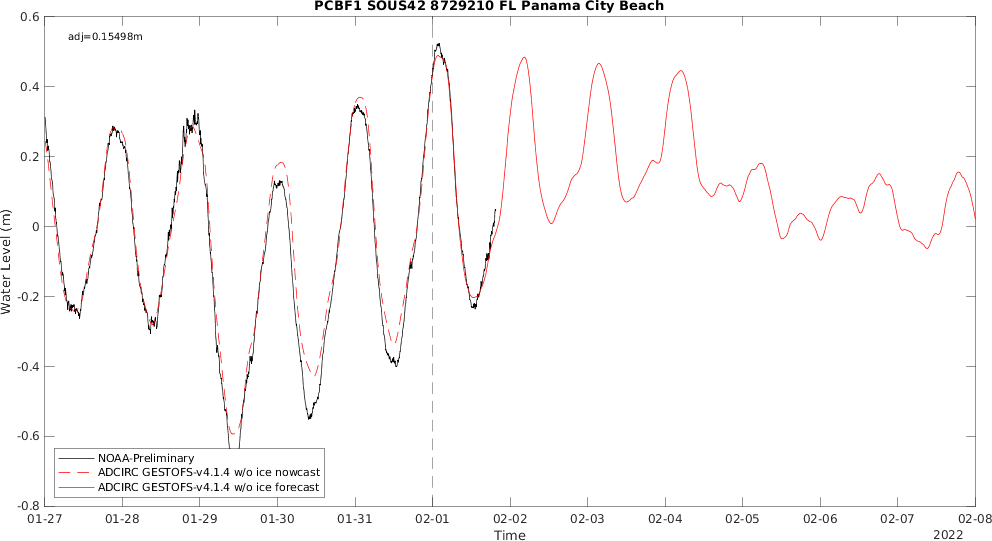 PCBF1 SOUS42 8729210 FL Panama City Beach
adj=0.15498m
0.6
0.4
0.2
0
-0.2
-0.4
-0.6
-0.8
Water Level (m)
NOAA-Preliminary
ADCIRC GESTOFS-v4.1.4 w/o ice nowcast
ADCIRC GESTOFS-v4.1.4 w/o ice forecast
01-27 01-28 01-29 01-30 01-31 02-01 02-02 02-03 02-04 02-05 02-06 02-07 02-08
Time
2022